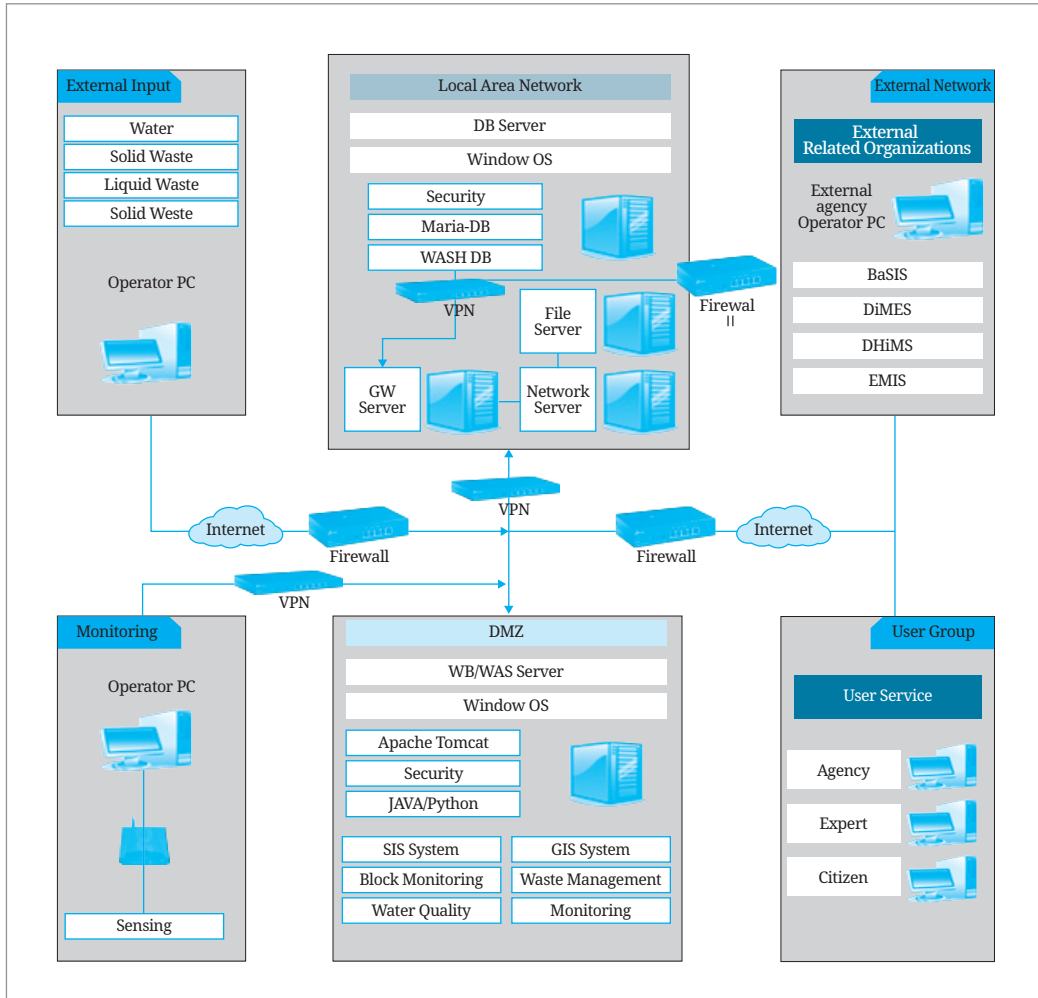 External Input
Water
Solid Waste
Liquid Waste
Solid Weste
Operator PC
Local Area Network
DB Server
Window OS
Security
Maria-DB
WASH DB
VPN
File
Server
GW
Server
Network
Server
Firewal
=
External Network
External
Related Organizations
External
agency
Operator PC
BaSIS
DiMES
DHiMS
EMIS
VPN
Internet
Firewall
Firewall
Internet
VPN
Monitoring
Operator PC
Sensing
DMZ
WB/WAS Server
Window OS
Apache Tomcat
Security
JAVA/Python
SIS System
GIS System
Block Monitoring
Waste Management
Water Quality
Monitoring
User Group
User Service
Agency
Expert
Citizen